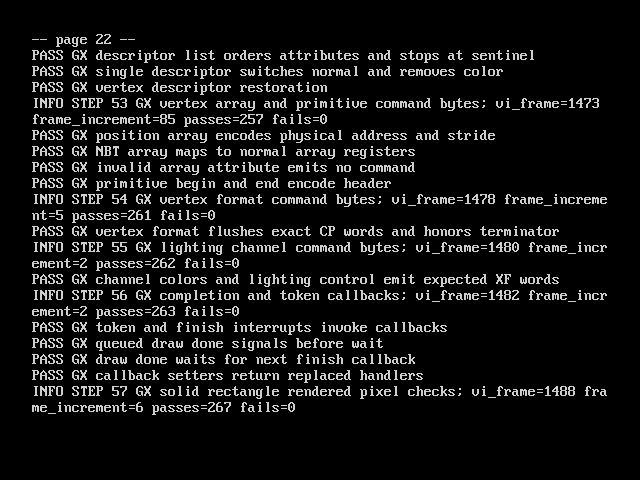 -- page 22 --
PASS GX descriptor list orders attributes and stops at sentinel
PASS GX single descriptor switches normal and removes color
PASS GX vertex descriptor restoration
INFO STEP 53 GX vertex array and primitive command bytes; vi_frame=1473
frame_increment=85 passes=257 fails=0
PASS GX position array encodes physical address and stride
PASS GX NBT array maps to normal array registers
PASS GX invalid array attribute emits no command
PASS GX primitive begin and end encode header
INFO STEP 54 GX vertex format command bytes; vi_frame=1478 frame_increme
nt=5 passes=261 fails=0
PASS GX vertex format flushes exact CP words and honors terminator
INFO STEP 55 GX lighting channel command bytes; vi_frame=1480 frame_incr
ement=2 passes=262 fails=0
PASS GX channel colors and lighting control emit expected XF words
INFO STEP 56 GX completion and token callbacks; vi_frame=1482 frame_incr
ement=2 passes=263 fails=0
PASS GX token and finish interrupts invoke callbacks
PASS GX queued draw done signals before wait
PASS GX draw done waits for next finish callback
PASS GX callback setters return replaced handlers
INFO STEP 57 GX solid rectangle rendered pixel checks; vi_frame=1488 fra
me_increment=6 passes=267 fails=0